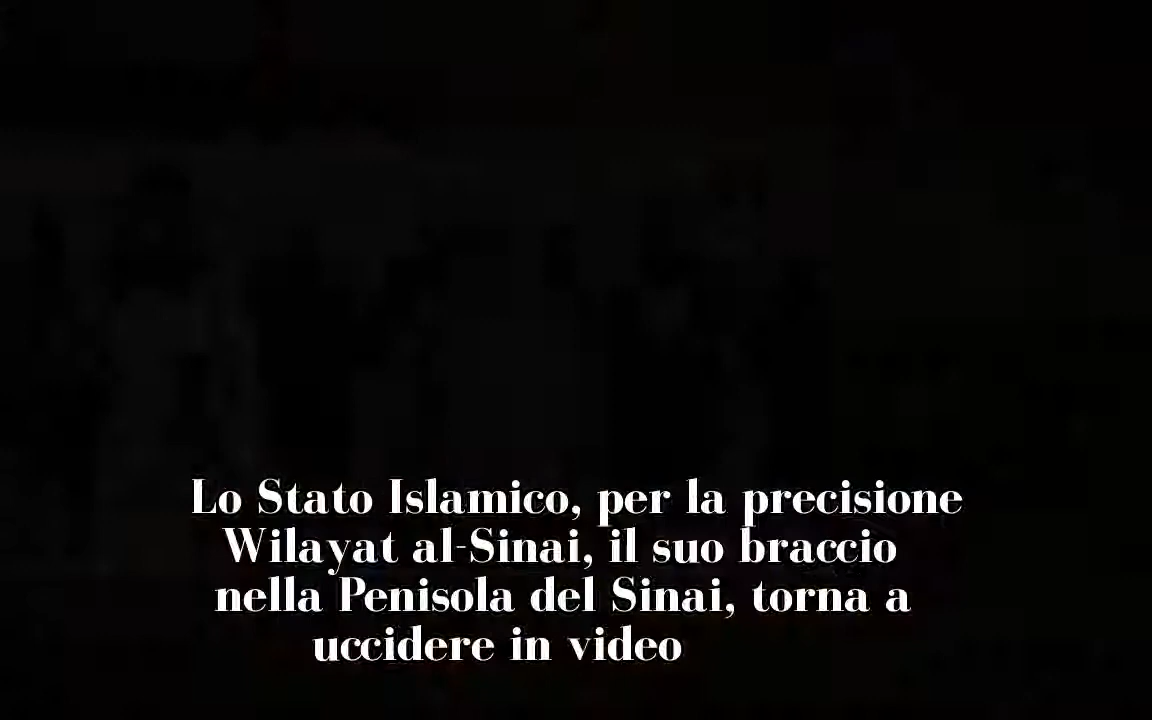 Lo Stato Islamico, per la precisione
Wilayat al-Sinai, il suo braccio
nella Penisola del Sinai, torna a
uccidere in video